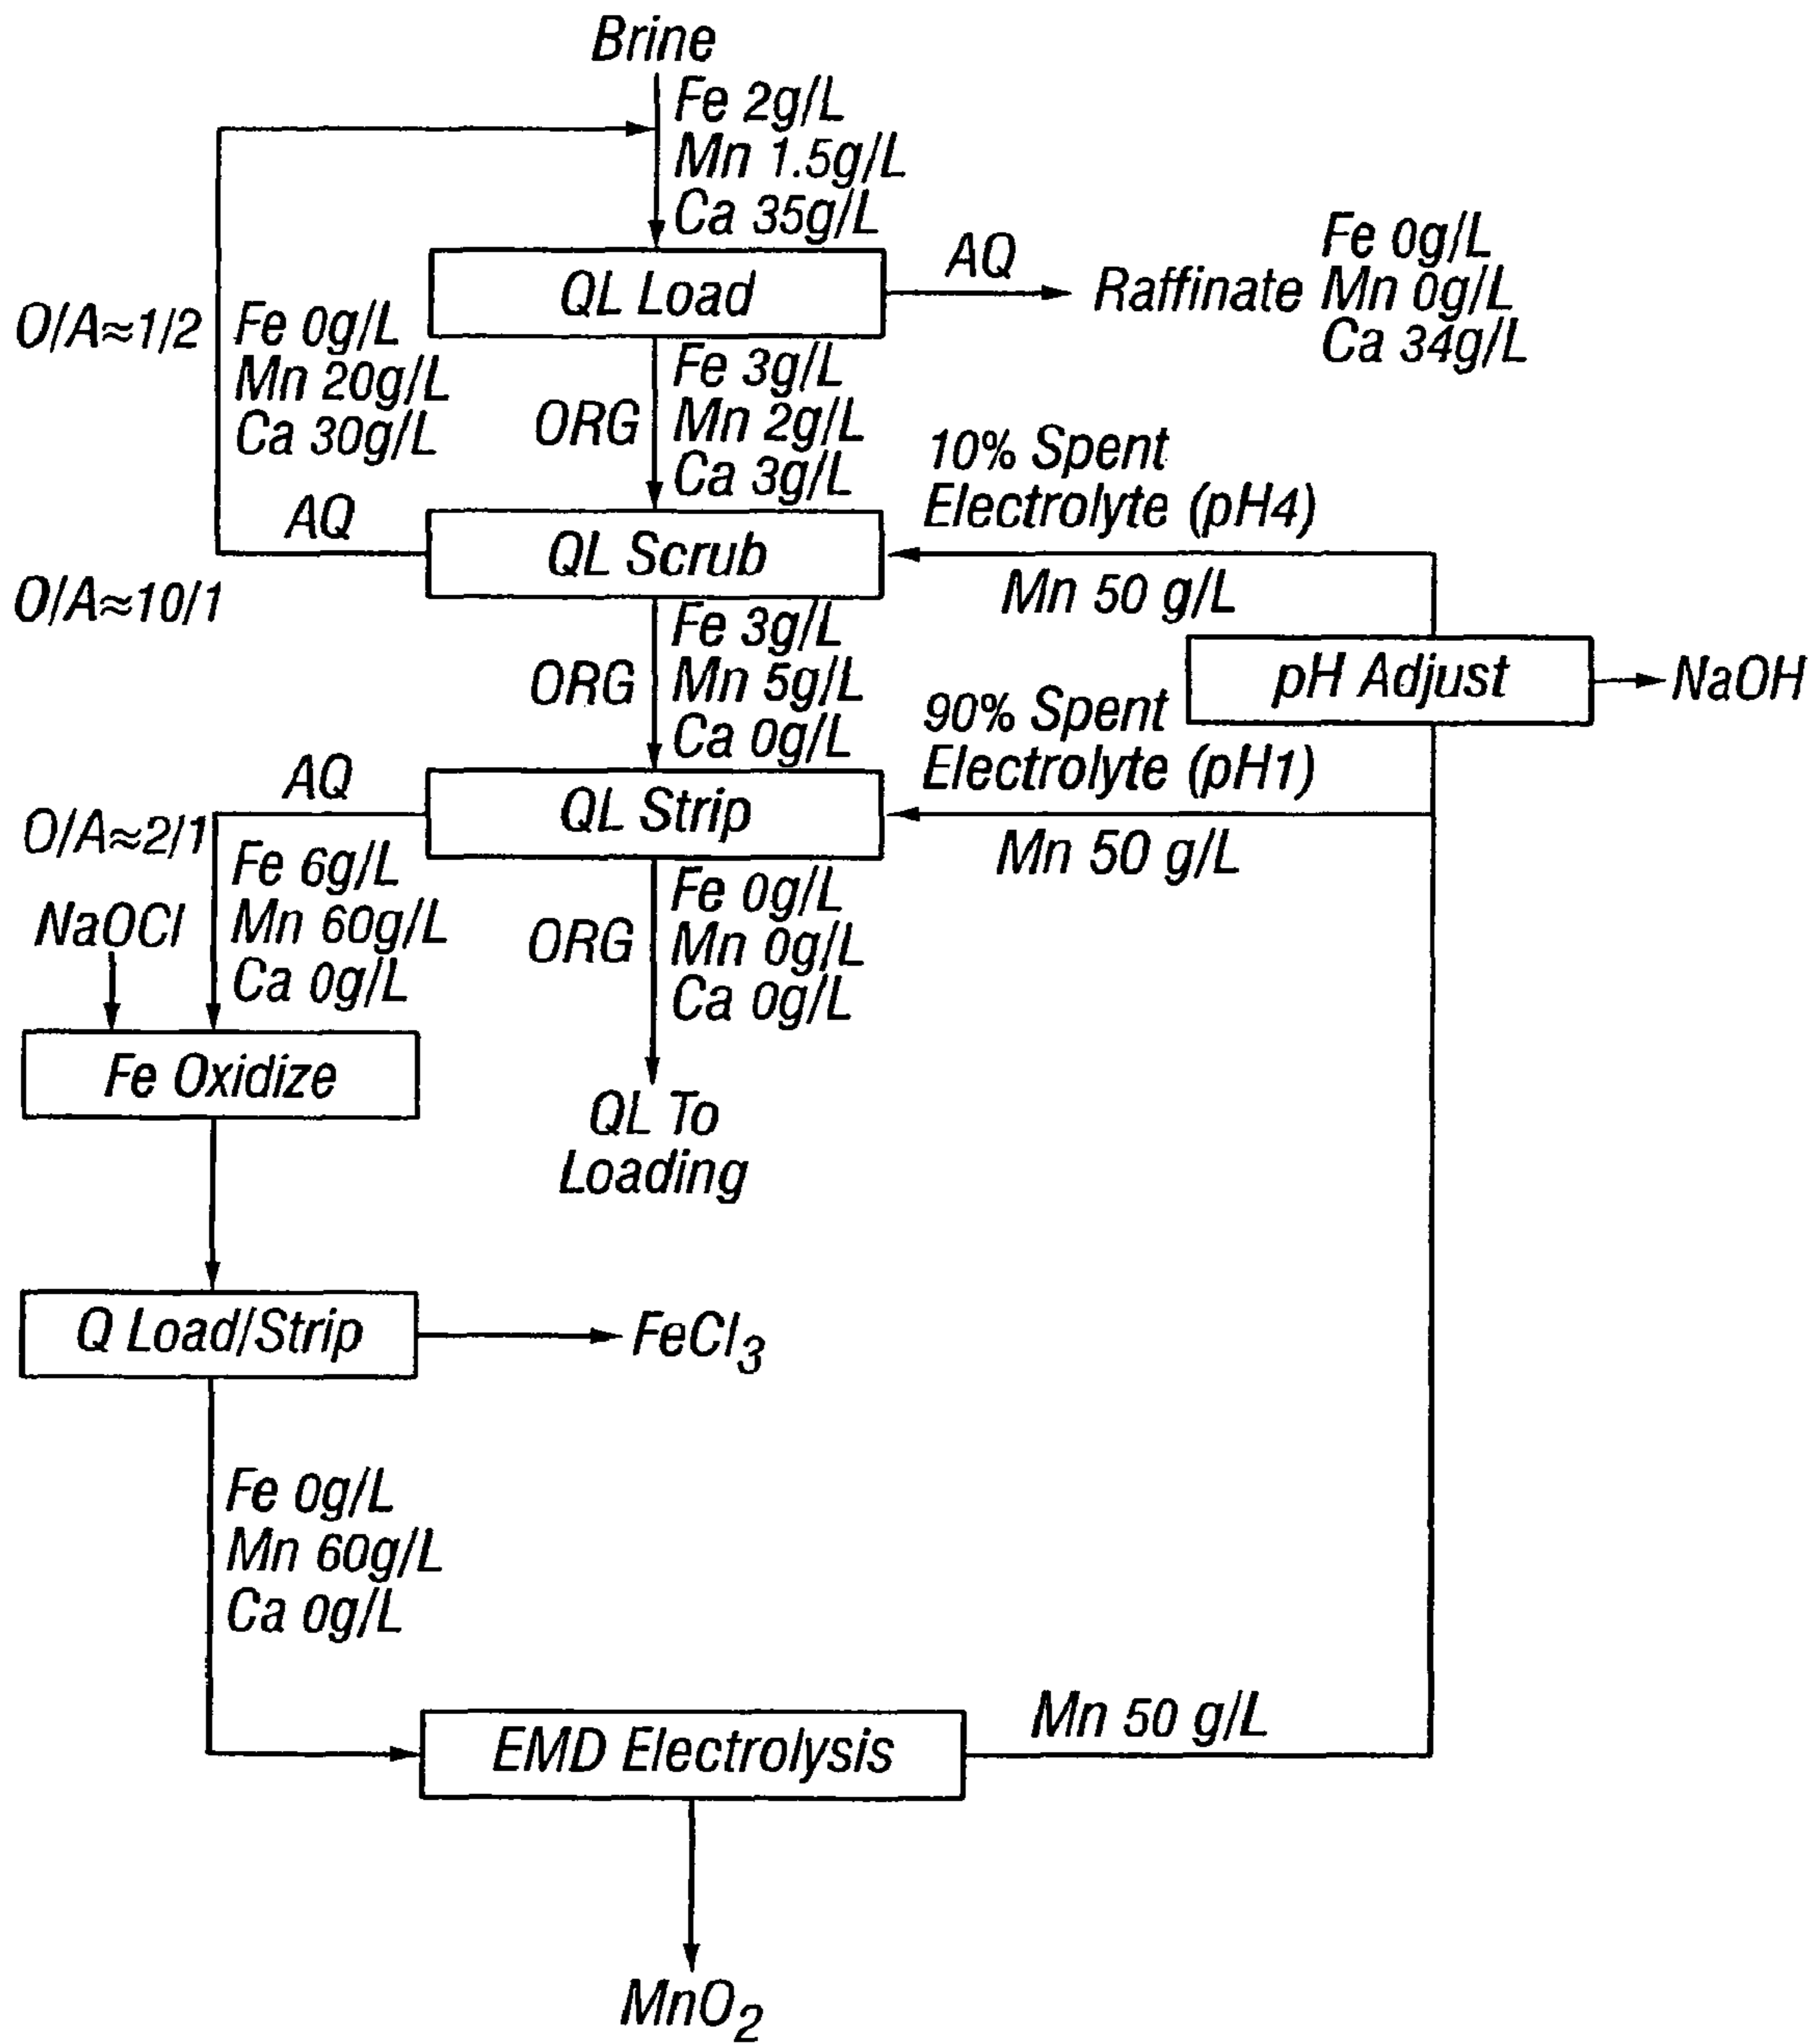 Brine
Fe 2g/L
Mn 1.5g/L
Ca 35g/L
QL Load
AQ
Raffinate
Fe 0g/L
Mn 0g/L
Ca 34g/L
O/A≈1/2
Fe 0g/L
Mn 20g/L
Ca 30g/L
ORG
Fe 3g/L
Mn 2g/L
Ca 3g/L
10% Spent
Electrolyte (pH4)
AQ
QL Scrub
Mn 50 g/L
O/A≈10/1
ORG
Fe 3g/L
Mn 5g/L
Ca 0g/L
pH Adjust
NaOH
90% Spent
Electrolyte (pH1)
AQ
QL Strip
Mn 50 g/L
O/A≈2/1
Fe 6g/L
Mn 60g/L
Ca 0g/L
NaOCl
ORG
Fe 0g/L
Mn 0g/L
Ca 0g/L
Fe Oxidize
QL To
Loading
Q Load/Strip
FeCl3
Fe 0g/L
Mn 60g/L
Ca 0g/L
EMD Electrolysis
Mn 50 g/L
MnO2